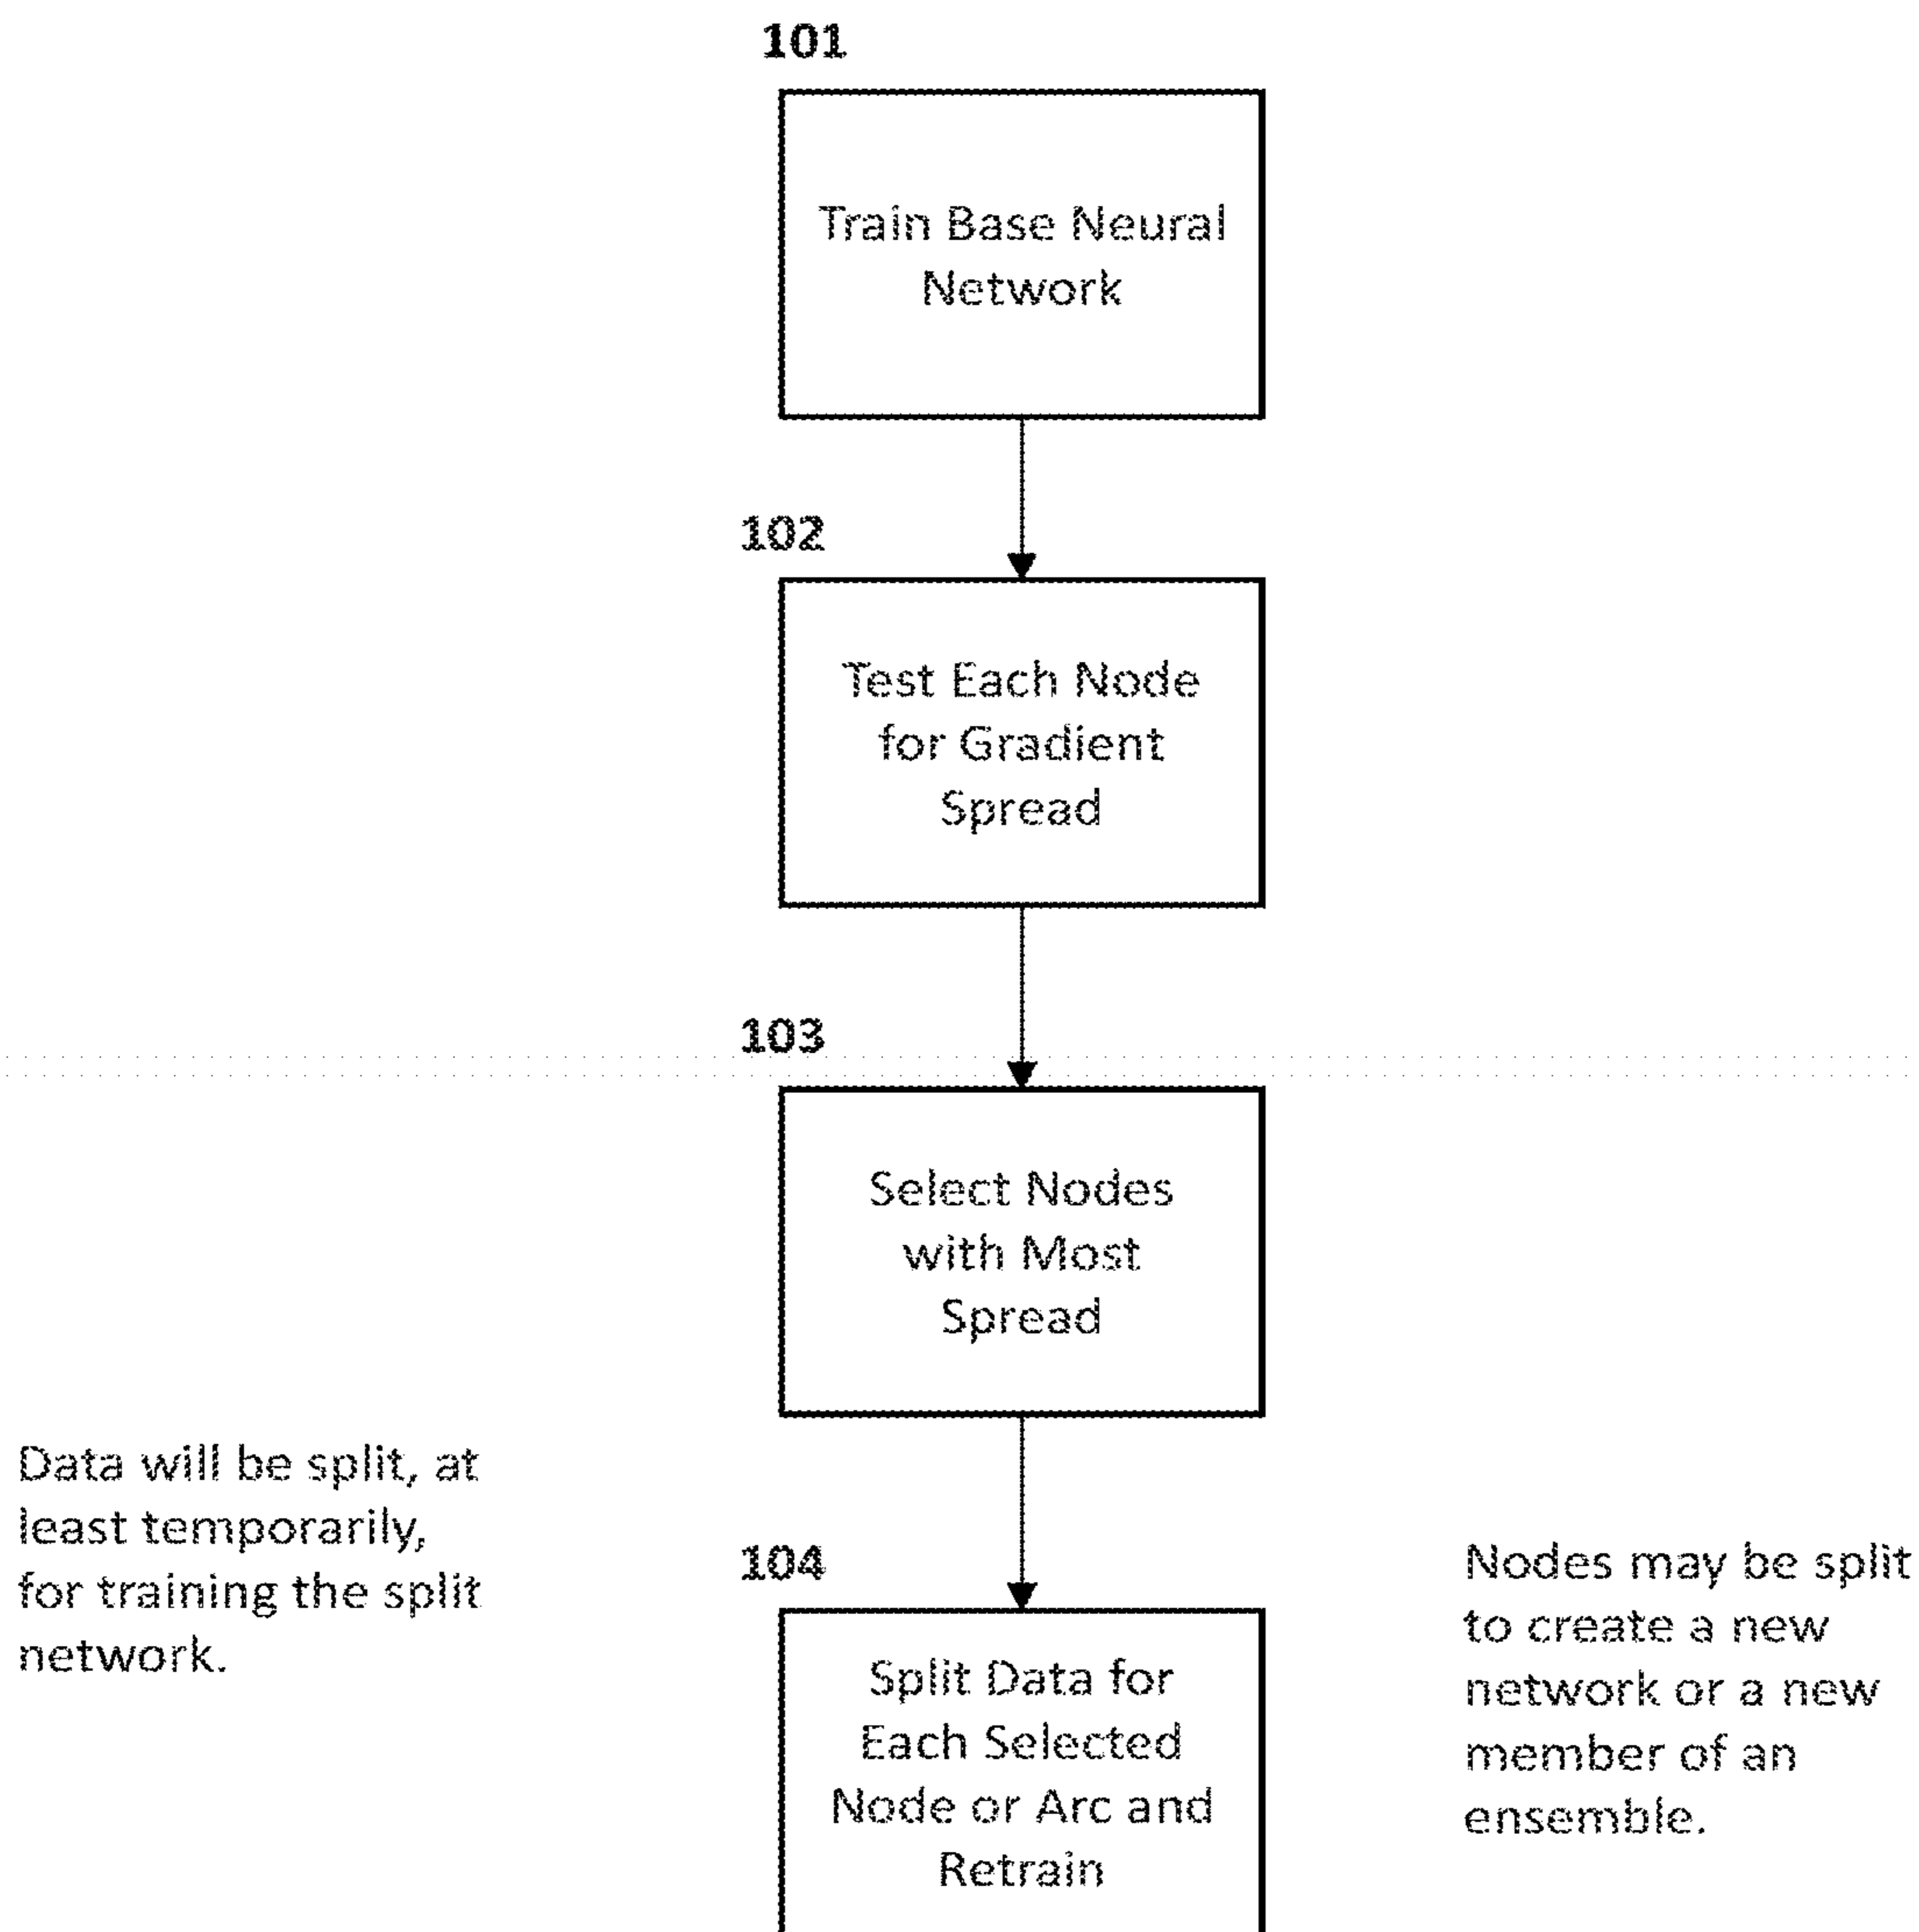 101
Train Base Neural
Network
102
Test Each Node
for Gradient
Spread
103
Select Nodes
with Most
Spread
Data will be split, at
least temporarily,
for training the split
network.
104
Split Data for
Each Selected
Node or Arc and
Retrain
Nodes may be split
to create a new
network or a new
member of an
ensemble.